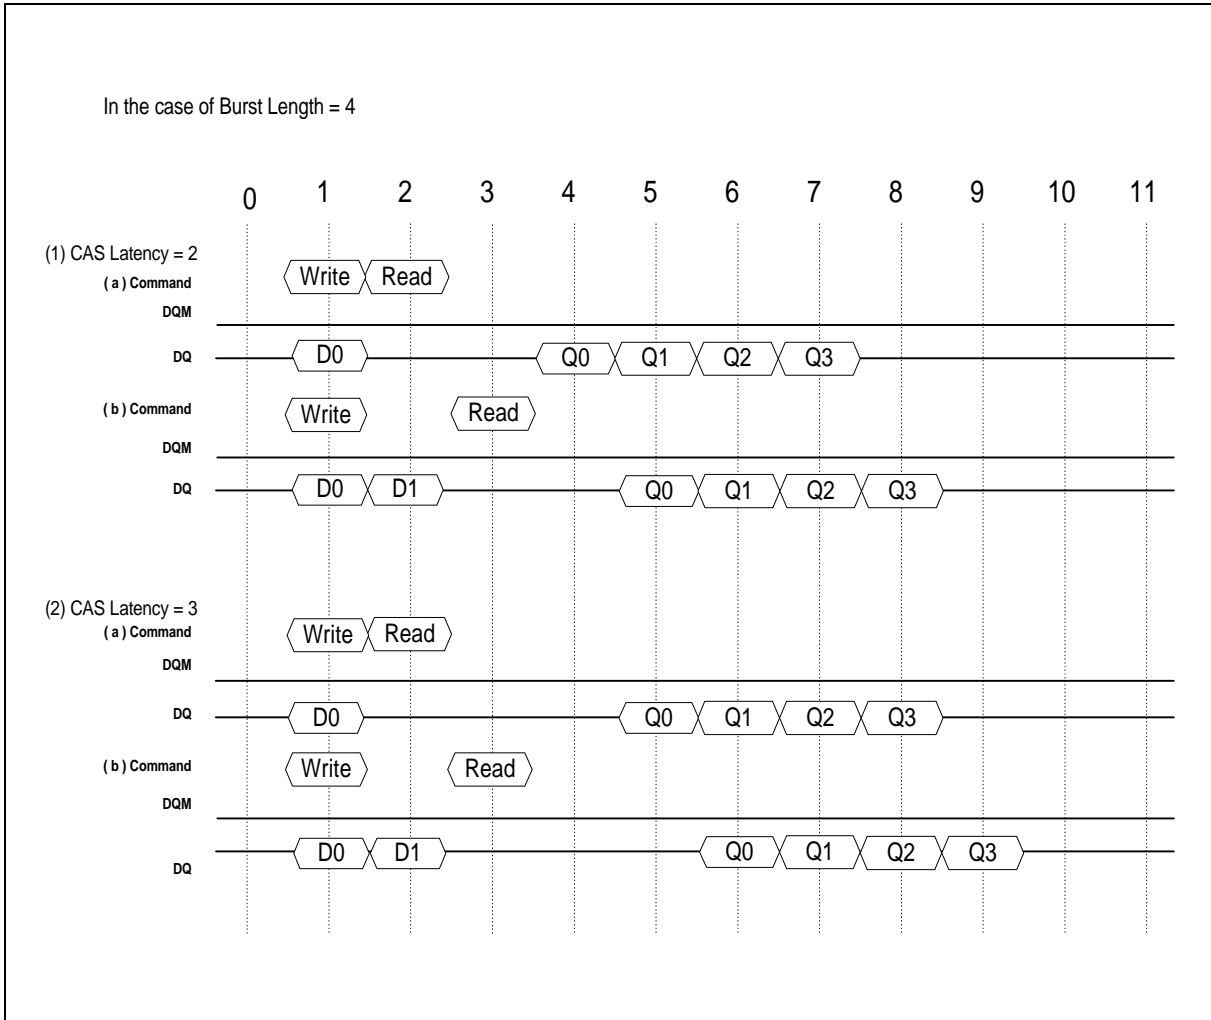 In the case of Burst Length = 4
0 1 2 3 4 5 6 7 8 9 10 11
(1) CAS Latency = 2
( a ) Command Write Read
DQM
DQ D0 Q0 Q1 Q2 Q3
( b ) Command Write Read
DQM
DQ D0 D1 Q0 Q1 Q2 Q3
(2) CAS Latency = 3
( a ) Command Write Read
DQM
DQ D0 Q0 Q1 Q2 Q3
( b ) Command Write Read
DQM
DQ D0 D1 Q0 Q1 Q2 Q3